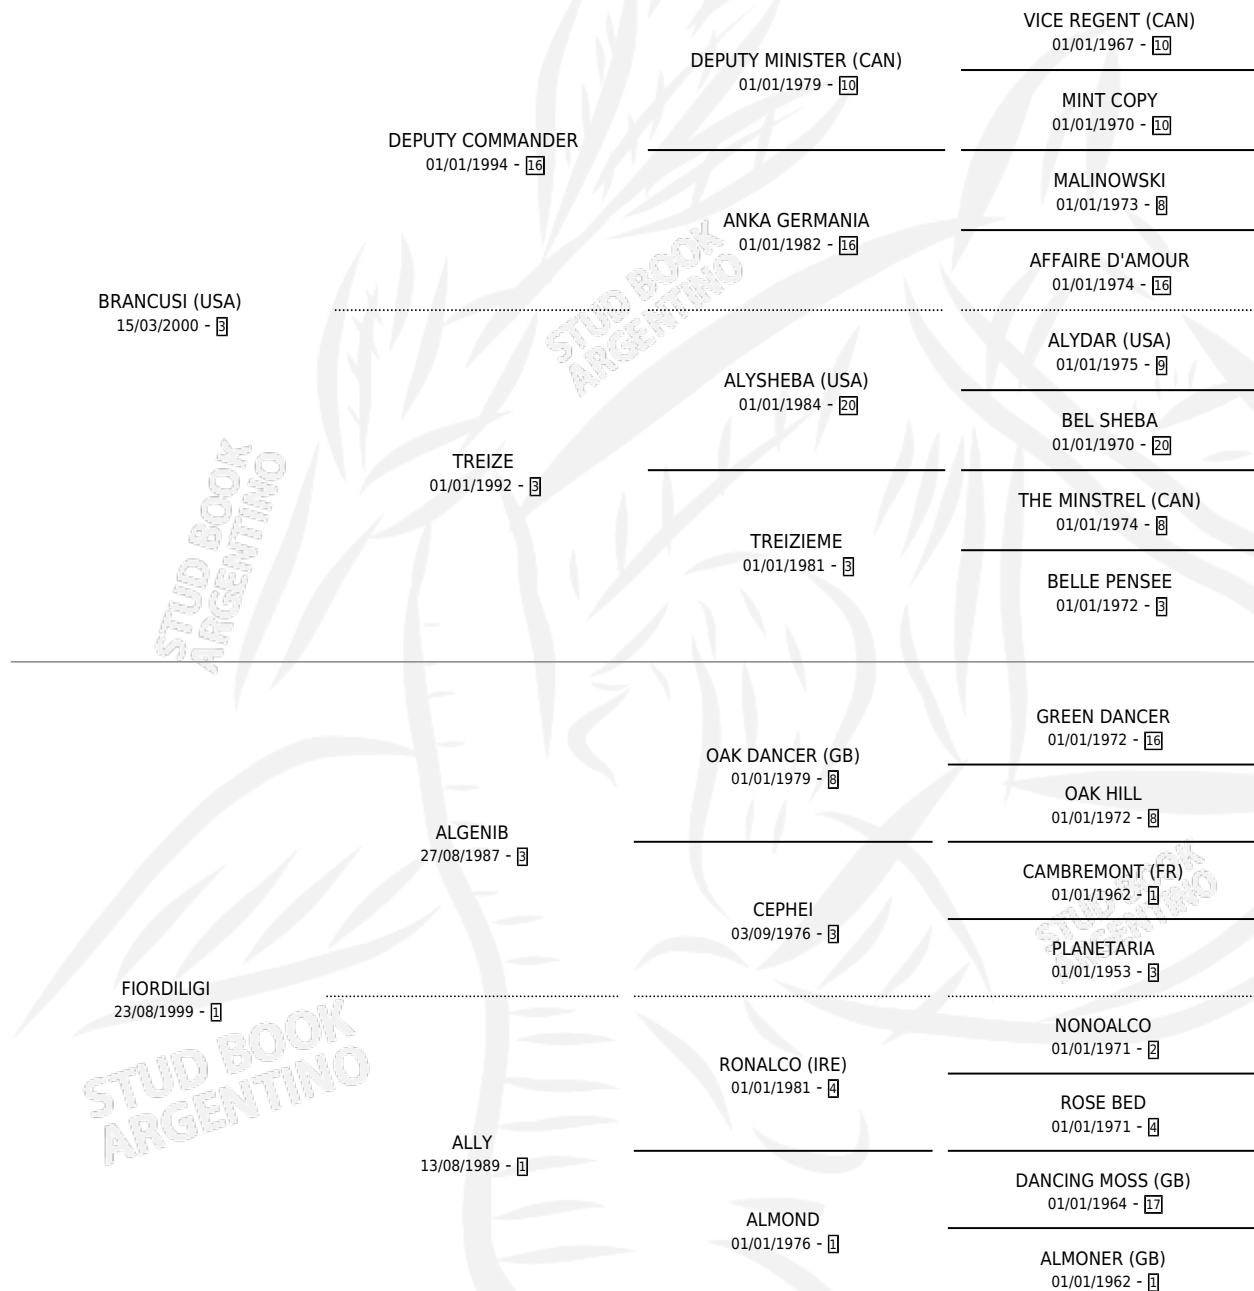 VICE REGENT (CAN)
01/01/1967 - 10
DEPUTY MINISTER (CAN)
01/01/1979 - 10
MINT COPY
01/01/1970 - 10
DEPUTY COMMANDER
01/01/1994 - 16
MALINOWSKI
01/01/1973 - 8
ANKA GERMANIA
01/01/1982 - 16
AFFAIRE D'AMOUR
01/01/1974 - 16
BRANCUSI (USA)
15/03/2000 - 3
STUD BOOK
ARGENTINO
ALYDAR (USA)
01/01/1975 - 9
ALYSHEBA (USA)
01/01/1984 - 20
BEL SHEBA
01/01/1970 - 20
TREIZE
01/01/1992 - 3
THE MINSTREL (CAN)
01/01/1974 - 8
TREIZIEME
01/01/1981 - 3
BELLE PENSEE
01/01/1972 - 3
STUD BOOK
ARGENTINO
GREEN DANCER
01/01/1972 - 16
OAK DANCER (GB)
01/01/1979 - 8
OAK HILL
01/01/1972 - 8
ALGENIB
27/08/1987 - 3
CAMBREMONT (FR)
01/01/1962 - 1
CEPHEI
03/09/1976 - 3
PLANETARIA
01/01/1953 - 3
STUD BOOK
ARGENTINO
FIORDILIGI
23/08/1999 - 1
NONOALCO
01/01/1971 - 2
RONALCO (IRE)
01/01/1981 - 4
ROSE BED
01/01/1971 - 4
STUD BOOK
ARGENTINO
ALLY
13/08/1989 - 1
DANCING MOSS (GB)
01/01/1964 - 17
ALMOND
01/01/1976 - 1
ALMONER (GB)
01/01/1962 - 1